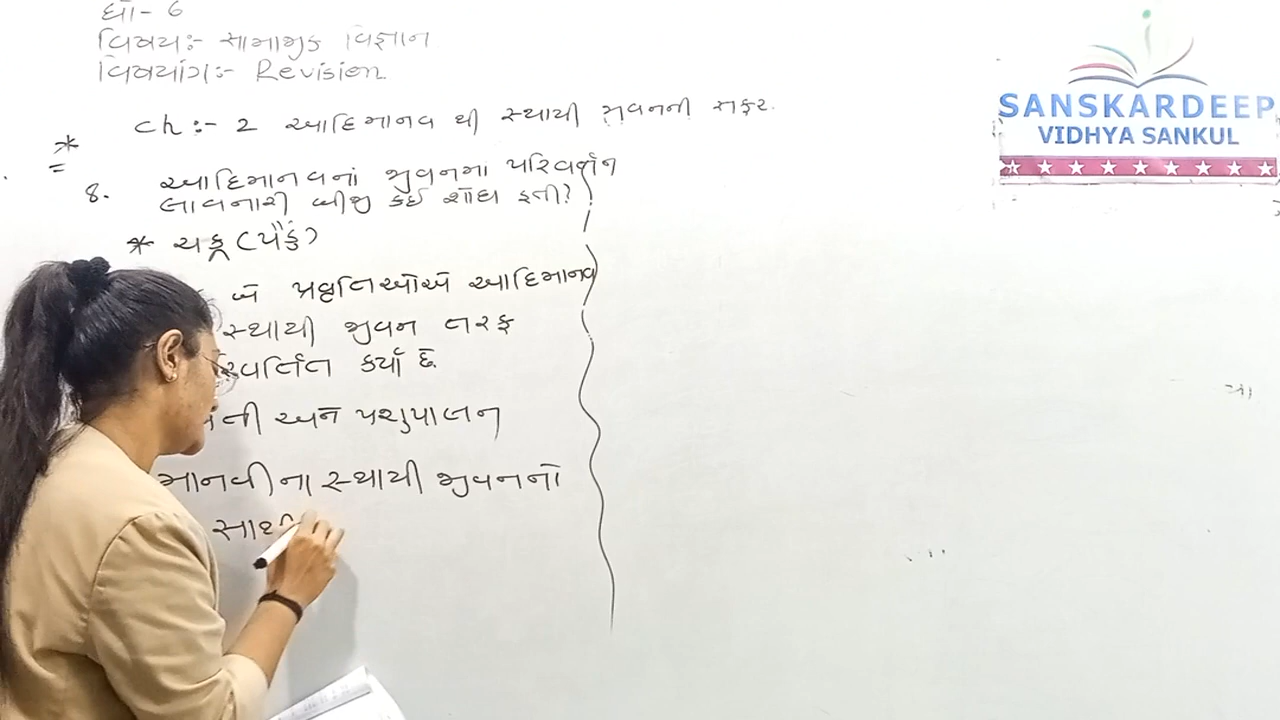 ધો- 6
વિષય:- સામાજીક વિજ્ઞાન
વિષયાંગ:- Revision
Ch:- 2 આદિમાનવ થી સ્થાયી જીવનની સફર.
8. આદિમાનવનાં જીવનમા પરિવર્તન
લાવનારી બીજી કઈ શોધ હતી?
* ચક્ર (પૈડું)
બે પ્રવૃત્તિઓએ આદિમાનવ
સ્થાયી જીવન તરફ
કર્યાં છે.
અને પશુપાલન
માનવીના સ્થાયી જીવનનો
SANSKARDEEP
VIDHYA SANKUL